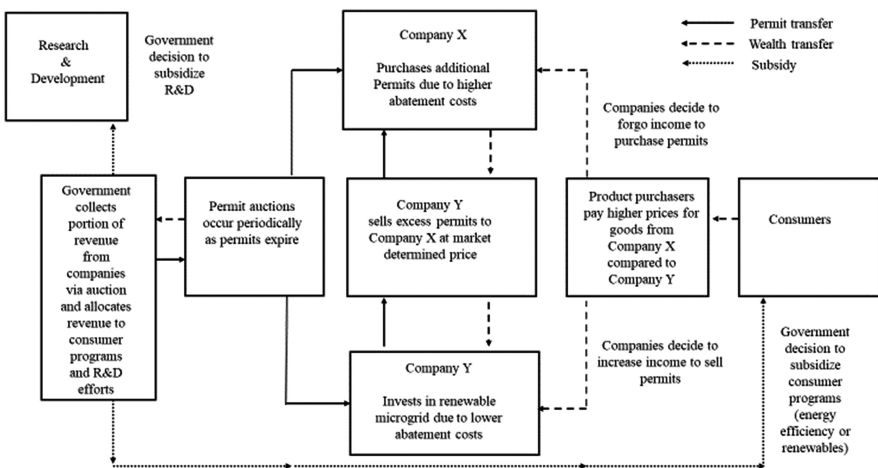 Research
&
Development
Government
decision to
subsidize
R&D
Company X
Purchases additional
Permits due to higher
abatement costs
Permit transfer
Wealth transfer
Subsidy
Companies decide to
forgo income to
purchase permits
Government
collects
portion of
revenue
from
companies
via auction
and allocates
revenue to
consumer
programs
and R&D
efforts
Permit auctions
occur periodically
as permits expire
Company Y
sells excess permits to
Company X at market
determined price
Product purchasers
pay higher prices for
goods from
Company X
compared to
Company Y
Consumers
Company Y
Invests in renewable
microgrid due to lower
abatement costs
Companies decide to
increase income to sell
permits
Government
decision to
subsidize
consumer
programs
(energy
efficiency or
renewables)